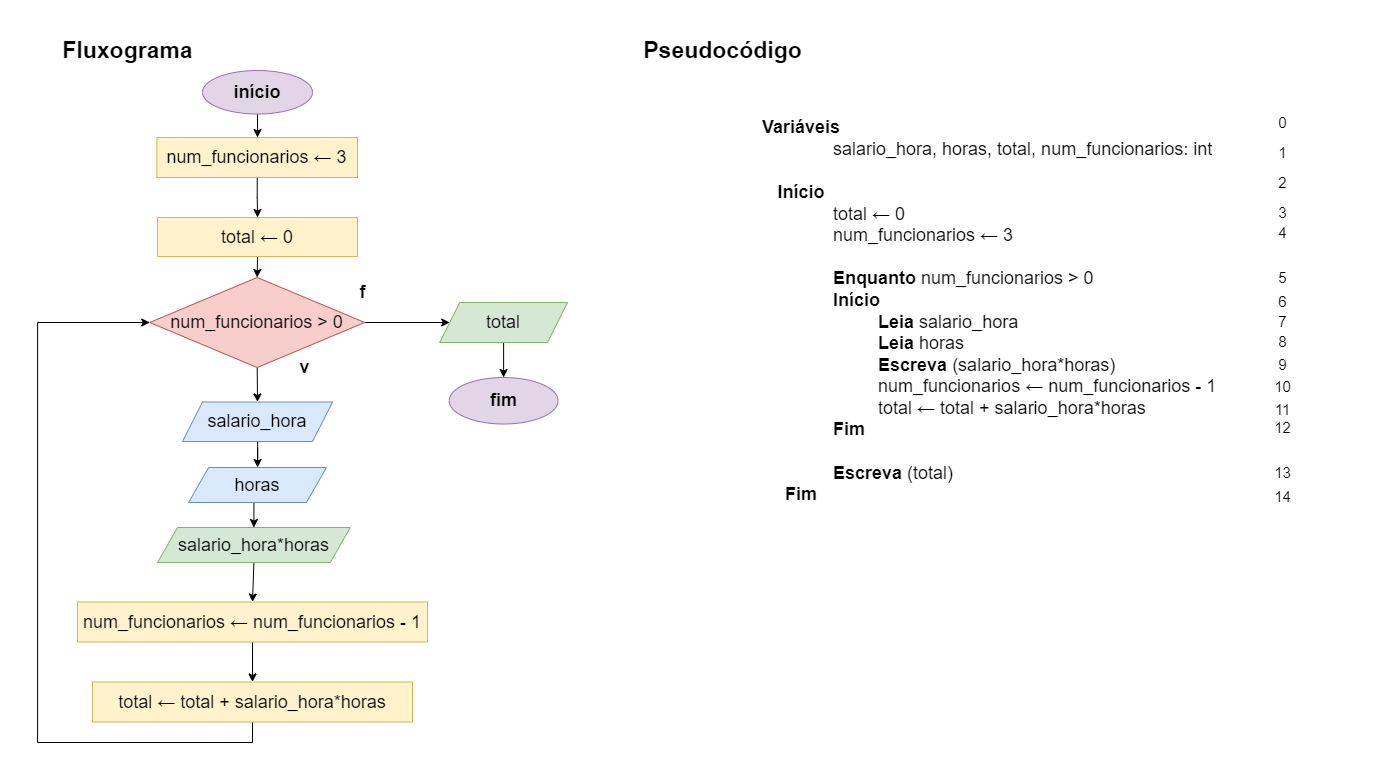 Fluxograma
início
num_funcionarios ← 3
total ← 0
num_funcionarios > 0
f
v
total
fim
salario_hora
horas
salario_hora*horas
num_funcionarios ← num_funcionarios - 1
total ← total + salario_hora*horas
Pseudocódigo
Variáveis 0
salario_hora, horas, total, num_funcionarios: int 1
Início 2
total ← 0 3
num_funcionarios ← 3 4
Enquanto num_funcionarios > 0 5
Início 6
Leia salario_hora 7
Leia horas 8
Escreva (salario_hora*horas) 9
num_funcionarios ← num_funcionarios - 1 10
total ← total + salario_hora*horas 11
Fim 12
Escreva (total) 13
Fim 14